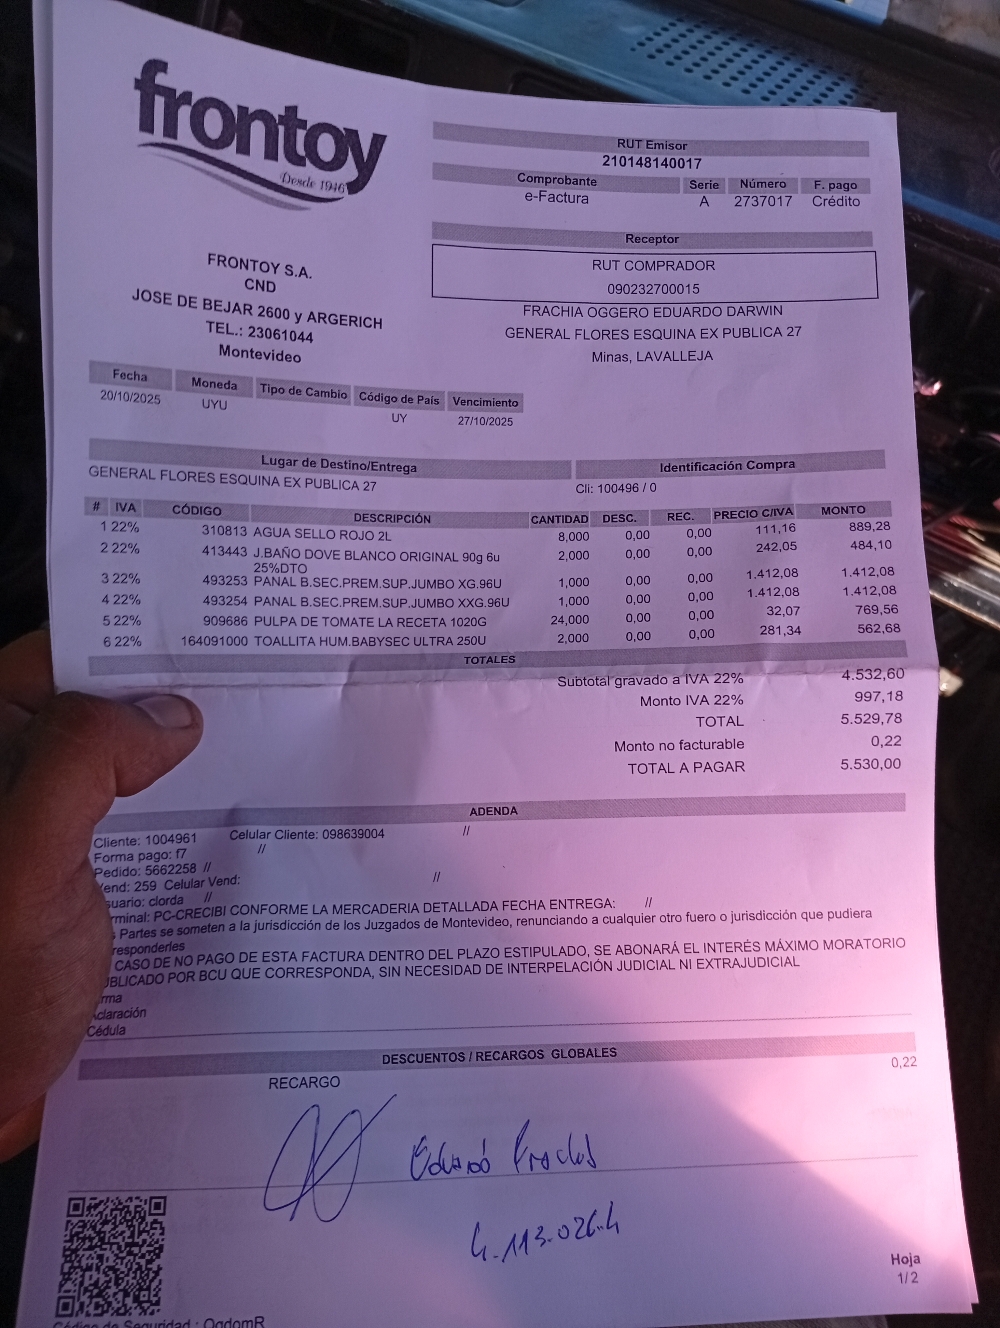 frontoy
Desde 1946
RUT Emisor
210148140017
Comprobante Serie Número F. pago
e-Factura A 2737017 Crédito
Receptor
RUT COMPRADOR
090232700015
FRACHIA OGGERO EDUARDO DARWIN
GENERAL FLORES ESQUINA EX PUBLICA 27
Minas, LAVALLEJA
FRONTOY S.A.
CND
JOSE DE BEJAR 2600 y ARGERICH
TEL.: 23061044
Montevideo
Fecha Moneda Tipo de Cambio Código de País Vencimiento
20/10/2025 UYU UY 27/10/2025
Lugar de Destino/Entrega Identificación Compra
GENERAL FLORES ESQUINA EX PUBLICA 27 Cli: 100496 / 0
# IVA CÓDIGO DESCRIPCIÓN CANTIDAD DESC. REC. PRECIO C/IVA MONTO
1 22% 310813 AGUA SELLO ROJO 2L 8,000 0,00 0,00 111,16 889,28
2 22% 413443 J.BAÑO DOVE BLANCO ORIGINAL 90g 6u 2,000 0,00 0,00 242,05 484,10
25%DTO
3 22% 493253 PANAL B.SEC.PREM.SUP.JUMBO XG.96U 1,000 0,00 0,00 1.412,08 1.412,08
4 22% 493254 PANAL B.SEC.PREM.SUP.JUMBO XXG.96U 1,000 0,00 0,00 1.412,08 1.412,08
5 22% 909686 PULPA DE TOMATE LA RECETA 1020G 24,000 0,00 0,00 32,07 769,56
6 22% 164091000 TOALLITA HUM.BABYSEC ULTRA 250U 2,000 0,00 0,00 281,34 562,68
TOTALES
Subtotal gravado a IVA 22% 4.532,60
Monto IVA 22% 997,18
TOTAL 5.529,78
Monto no facturable 0,22
TOTAL A PAGAR 5.530,00
ADENDA
Cliente: 1004961 Celular Cliente: 098639004 //
Forma pago: f7 //
Pedido: 5662258 //
Vend: 259 Celular Vend: //
suario: clorda //
rminal: PC-CRECIBI CONFORME LA MERCADERIA DETALLADA FECHA ENTREGA: //
Partes se someten a la jurisdicción de los Juzgados de Montevideo, renunciando a cualquier otro fuero o jurisdicción que pudiera
responderles
CASO DE NO PAGO DE ESTA FACTURA DENTRO DEL PLAZO ESTIPULADO, SE ABONARÁ EL INTERÉS MÁXIMO MORATORIO
UBLICADO POR BCU QUE CORRESPONDA, SIN NECESIDAD DE INTERPELACIÓN JUDICIAL NI EXTRAJUDICIAL
rma
claración
Cédula
DESCUENTOS / RECARGOS GLOBALES
RECARGO 0,22
4.113.026.4
Hoja
1/2
Código de Seguridad : OgdomR